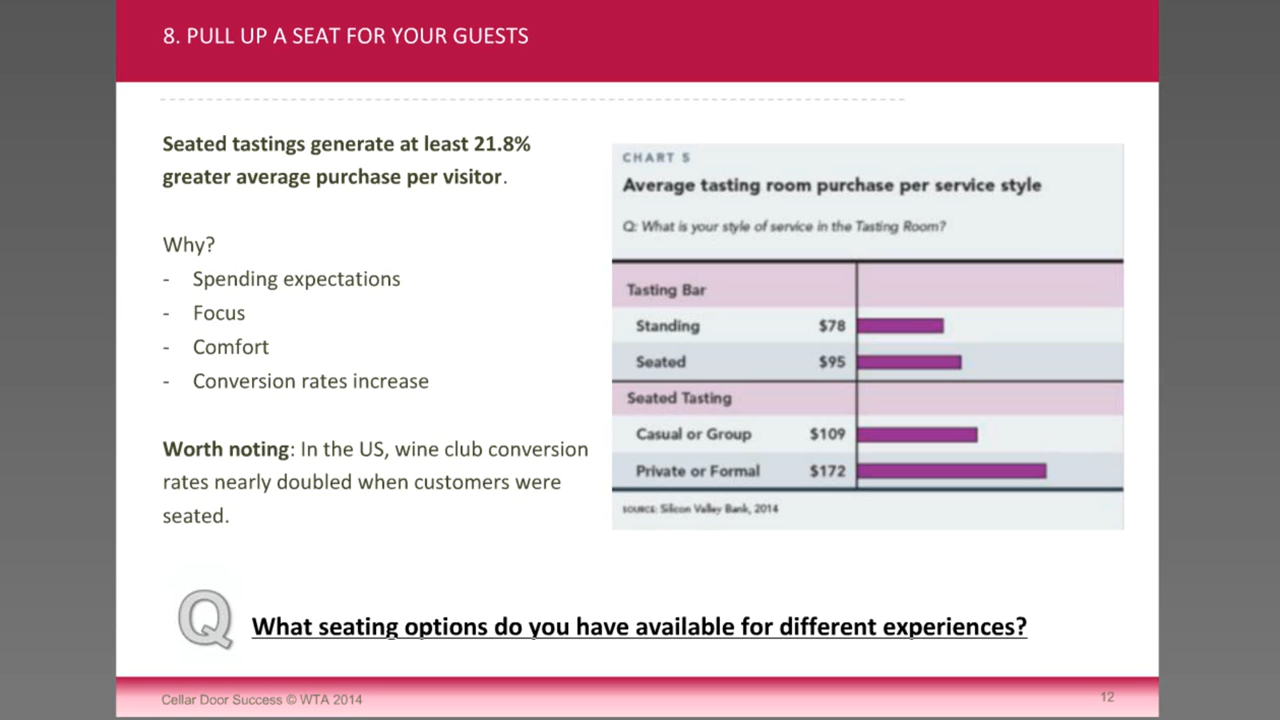 8. PULL UP A SEAT FOR YOUR GUESTS
Seated tastings generate at least 21.8%
greater average purchase per visitor.
Why?
- Spending expectations
- Focus
- Comfort
- Conversion rates increase
Worth noting: In the US, wine club conversion
rates nearly doubled when customers were
seated.
CHART 5
Average tasting room purchase per service style
Q: What is your style of service in the Tasting Room?
Tasting Bar
Standing $78
Seated $95
Seated Tasting
Casual or Group $109
Private or Formal $172
SOURCE: Silicon Valley Bank, 2014
Q What seating options do you have available for different experiences?
Cellar Door Success © WTA 2014 12